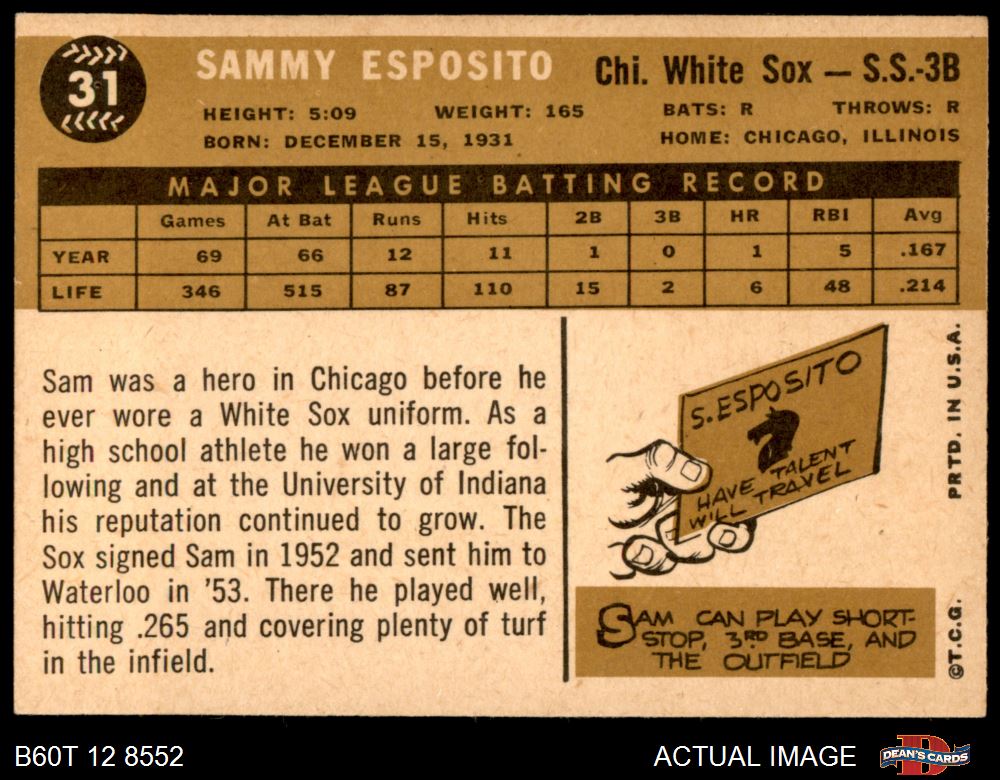 31
SAMMY ESPOSITO
Chi. White Sox — S.S.-3B
HEIGHT: 5:09 WEIGHT: 165 BATS: R THROWS: R
BORN: DECEMBER 15, 1931 HOME: CHICAGO, ILLINOIS
MAJOR LEAGUE BATTING RECORD
Games At Bat Runs Hits 2B 3B HR RBI Avg
YEAR 69 66 12 11 1 0 1 5 .167
LIFE 346 515 87 110 15 2 6 48 .214
Sam was a hero in Chicago before he
ever wore a White Sox uniform. As a
high school athlete he won a large fol-
lowing and at the University of Indiana
his reputation continued to grow. The
Sox signed Sam in 1952 and sent him to
Waterloo in '53. There he played well,
hitting .265 and covering plenty of turf
in the infield.
S. ESPOSITO
HAVE TALENT
WILL TRAVEL
SAM CAN PLAY SHORT-
STOP, 3RD BASE, AND
THE OUTFIELD
PRTD. IN U.S.A.
©T.C.G.
B60T 12 8552
ACTUAL IMAGE
DEAN'S CARDS